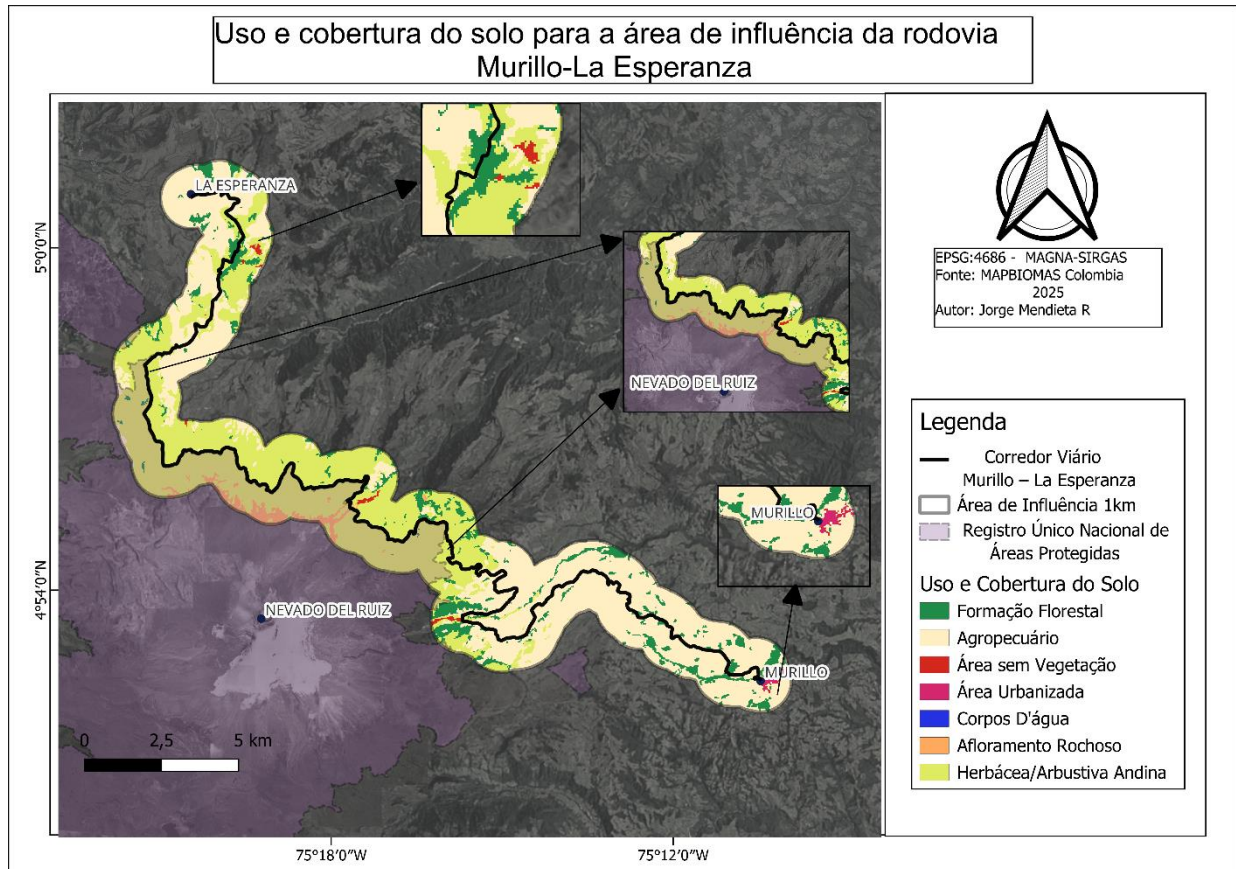 Uso e cobertura do solo para a área de influência da rodovia
Murillo-La Esperanza
LA ESPERANZA
NEVADO DEL RUIZ
MURILLO
NEVADO DEL RUIZ
MURILLO
5°0'0"N
4°54'0"N
0 2,5 5 km
75°18'0"W
75°12'0"W
EPSG:4686 - MAGNA-SIRGAS
Fonte: MAPBIOMAS Colombia
2025
Autor: Jorge Mendieta R
Legenda
Corredor Viário
Murillo – La Esperanza
Área de Influência 1km
Registro Único Nacional de
Áreas Protegidas
Uso e Cobertura do Solo
Formação Florestal
Agropecuário
Área sem Vegetação
Área Urbanizada
Corpos D'água
Afloramento Rochoso
Herbácea/Arbustiva Andina